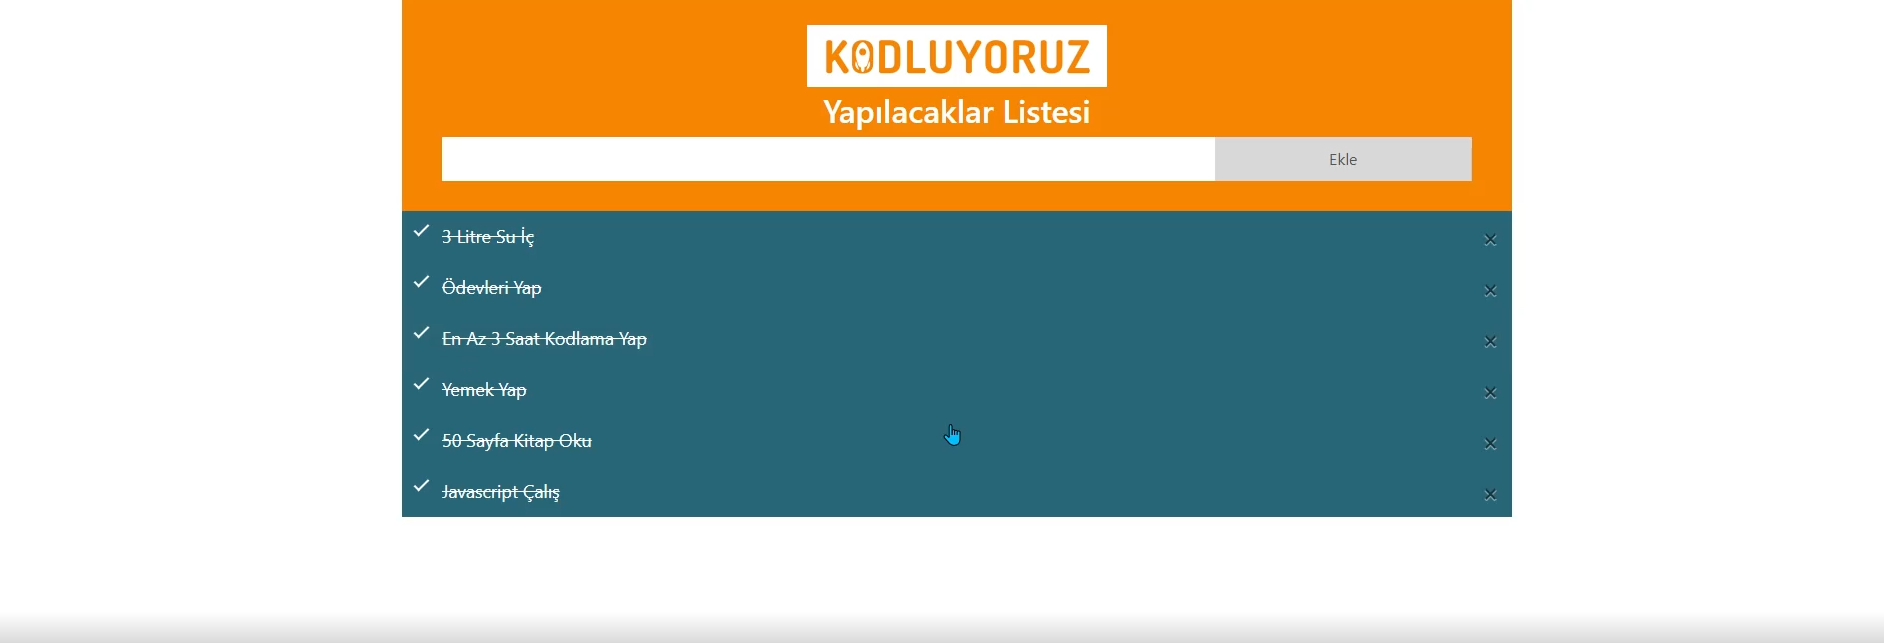 KODLUYORUZ
Yapılacaklar Listesi
Ekle
3 Litre Su İç
Ödevleri Yap
En Az 3 Saat Kodlama Yap
Yemek Yap
50 Sayfa Kitap Oku
Javascript Çalış